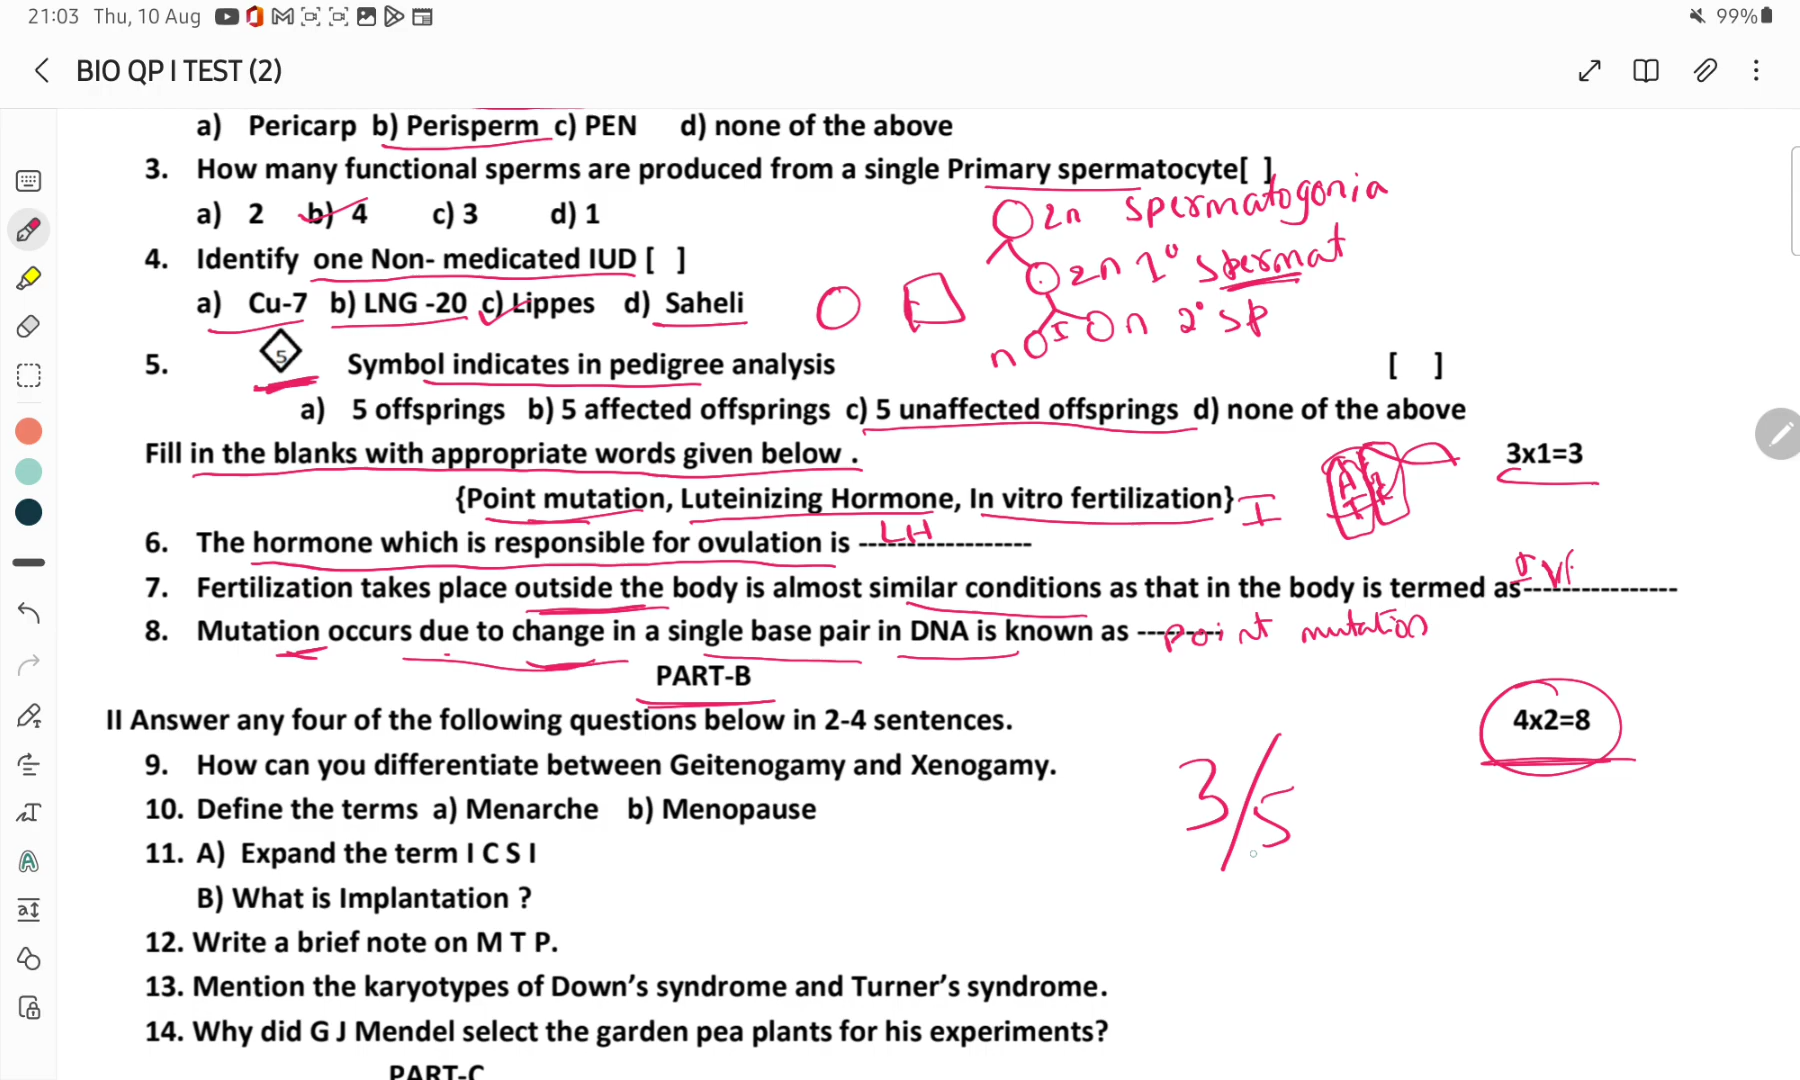 21:03 Thu, 10 Aug 99%
BIO QP I TEST (2)
a) Pericarp b) Perisperm c) PEN d) none of the above
3. How many functional sperms are produced from a single Primary spermatocyte[ ]
2n spermatogonia
a) 2 b) 4 c) 3 d) 1
4. Identify one Non- medicated IUD [ ]
2n 1° spermat
a) Cu-7 b) LNG -20 c) Lippes d) Saheli
I n 2° sp
n
5. 5 Symbol indicates in pedigree analysis [ ]
a) 5 offsprings b) 5 affected offsprings c) 5 unaffected offsprings d) none of the above
Fill in the blanks with appropriate words given below . 3x1=3
{Point mutation, Luteinizing Hormone, In vitro fertilization} I
6. The hormone which is responsible for ovulation is ------------------ LH
7. Fertilization takes place outside the body is almost similar conditions as that in the body is termed as---------------- IVF
8. Mutation occurs due to change in a single base pair in DNA is known as --------- point mutation
PART-B
II Answer any four of the following questions below in 2-4 sentences. 4x2=8
9. How can you differentiate between Geitenogamy and Xenogamy.
3/5
10. Define the terms a) Menarche b) Menopause
11. A) Expand the term I C S I
B) What is Implantation ?
12. Write a brief note on M T P.
13. Mention the karyotypes of Down’s syndrome and Turner’s syndrome.
14. Why did G J Mendel select the garden pea plants for his experiments?
PART-C